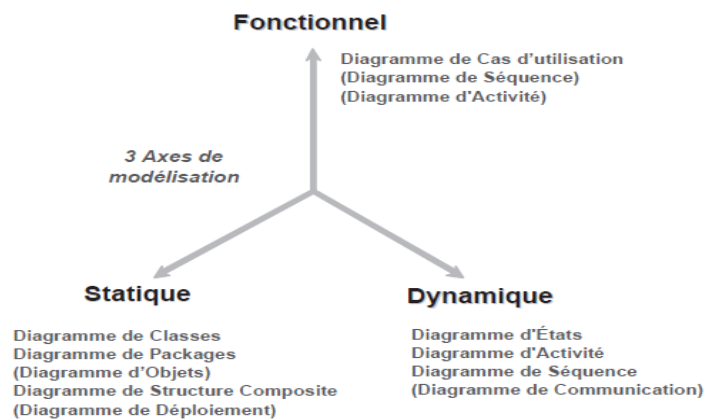 Fonctionnel
Diagramme de Cas d'utilisation
(Diagramme de Séquence)
(Diagramme d'Activité)
3 Axes de
modélisation
Statique
Diagramme de Classes
Diagramme de Packages
(Diagramme d'Objets)
Diagramme de Structure Composite
(Diagramme de Déploiement)
Dynamique
Diagramme d'États
Diagramme d'Activité
Diagramme de Séquence
(Diagramme de Communication)